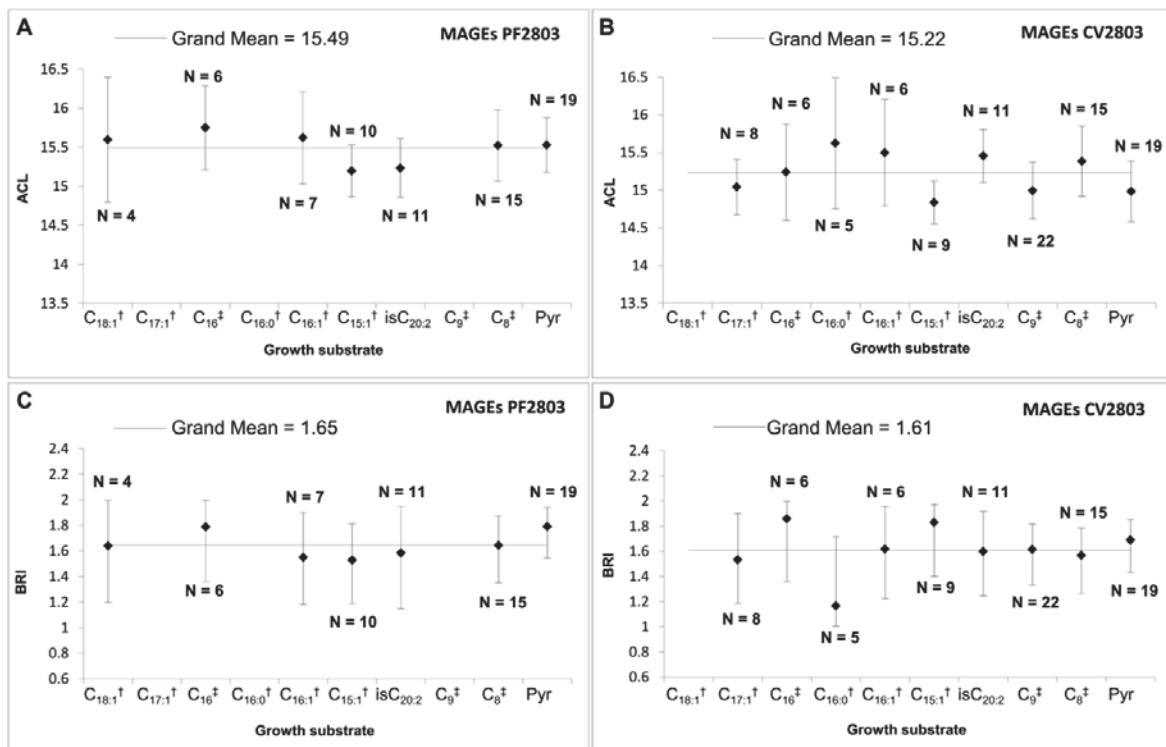 A
Grand Mean = 15.49
MAGEs PF2803
16.5
16
15.5
15
14.5
14
13.5
ACL
N = 4
N = 6
N = 7
N = 10
N = 11
N = 15
N = 19
C18:1† C17:1† C16‡ C16:0† C16:1† C15:1† isC20:2 C9‡ C8‡ Pyr
Growth substrate
B
Grand Mean = 15.22
MAGEs CV2803
16.5
16
15.5
15
14.5
14
13.5
ACL
N = 8
N = 6
N = 5
N = 6
N = 9
N = 11
N = 22
N = 15
N = 19
C18:1† C17:1† C16‡ C16:0† C16:1† C15:1† isC20:2 C9‡ C8‡ Pyr
Growth substrate
C
Grand Mean = 1.65
MAGEs PF2803
2.4
2.2
2
1.8
1.6
1.4
1.2
1
0.8
0.6
BRI
N = 4
N = 6
N = 7
N = 10
N = 11
N = 15
N = 19
C18:1† C17:1† C16‡ C16:0† C16:1† C15:1† isC20:2 C9‡ C8‡ Pyr
Growth substrate
D
Grand Mean = 1.61
MAGEs CV2803
2.4
2.2
2
1.8
1.6
1.4
1.2
1
0.8
0.6
BRI
N = 8
N = 6
N = 5
N = 6
N = 9
N = 11
N = 22
N = 15
N = 19
C18:1† C17:1† C16‡ C16:0† C16:1† C15:1† isC20:2 C9‡ C8‡ Pyr
Growth substrate